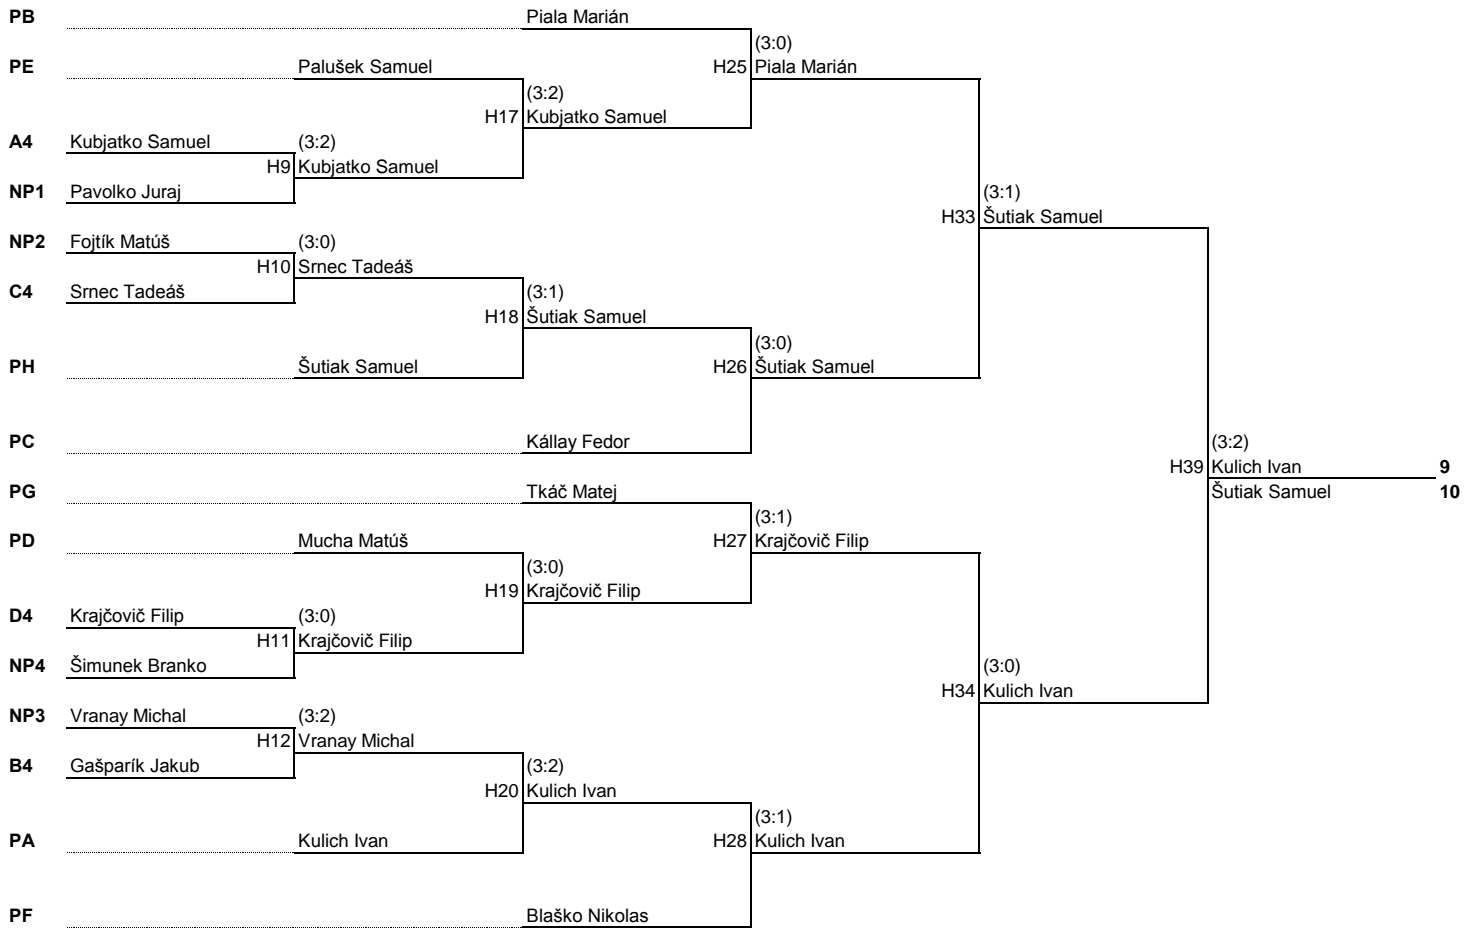 PB Piala Marián
(3:0)
PE Palušek Samuel H25 Piala Marián
(3:2)
H17 Kubjatko Samuel
A4 Kubjatko Samuel (3:2)
H9 Kubjatko Samuel
NP1 Pavolko Juraj (3:1)
H33 Šutiak Samuel
NP2 Fojtík Matúš (3:0)
H10 Srnec Tadeáš
C4 Srnec Tadeáš (3:1)
H18 Šutiak Samuel
(3:0)
PH Šutiak Samuel H26 Šutiak Samuel
PC Kállay Fedor (3:2)
H39 Kulich Ivan 9
PG Tkáč Matej Šutiak Samuel 10
(3:1)
PD Mucha Matúš H27 Krajčovič Filip
(3:0)
H19 Krajčovič Filip
D4 Krajčovič Filip (3:0)
H11 Krajčovič Filip
NP4 Šimunek Branko (3:0)
H34 Kulich Ivan
NP3 Vranay Michal (3:2)
H12 Vranay Michal
B4 Gašparík Jakub (3:2)
H20 Kulich Ivan
(3:1)
PA Kulich Ivan H28 Kulich Ivan
PF Blaško Nikolas